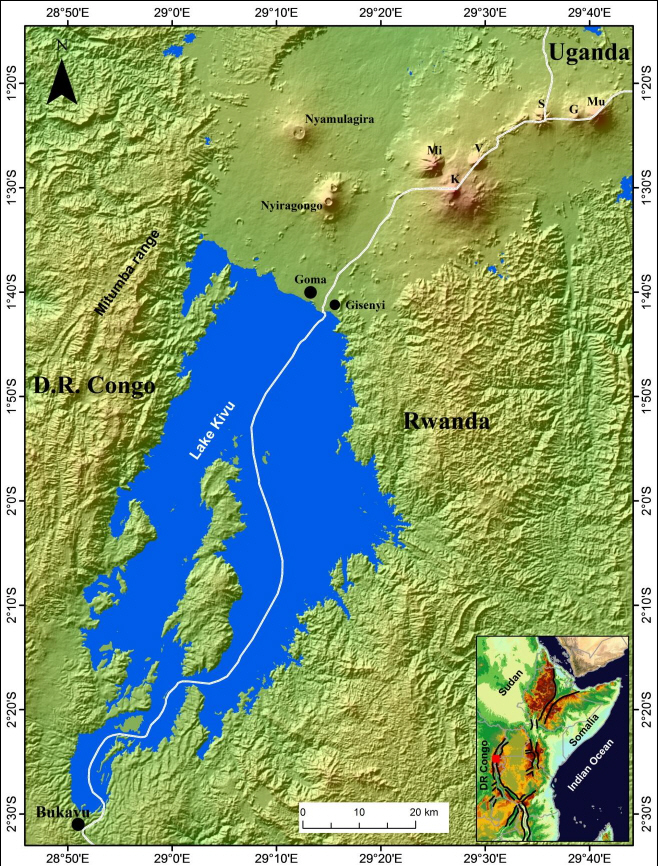 28°50'E 29°0'E 29°10'E 29°20'E 29°30'E 29°40'E
N
Uganda
1°20'S 1°20'S
S G Mu
Nyamulagira
Mi V
K
1°30'S 1°30'S
Nyiragongo
Mitumba range
Goma
1°40'S 1°40'S
Gisenyi
D.R. Congo
1°50'S 1°50'S
Lake Kivu
Rwanda
2°0'S 2°0'S
2°10'S 2°10'S
Sudan
2°20'S 2°20'S
Somalia
DR Congo
Indian Ocean
Bukavu
0 10 20 km
2°30'S 2°30'S
28°50'E 29°0'E 29°10'E 29°20'E 29°30'E 29°40'E